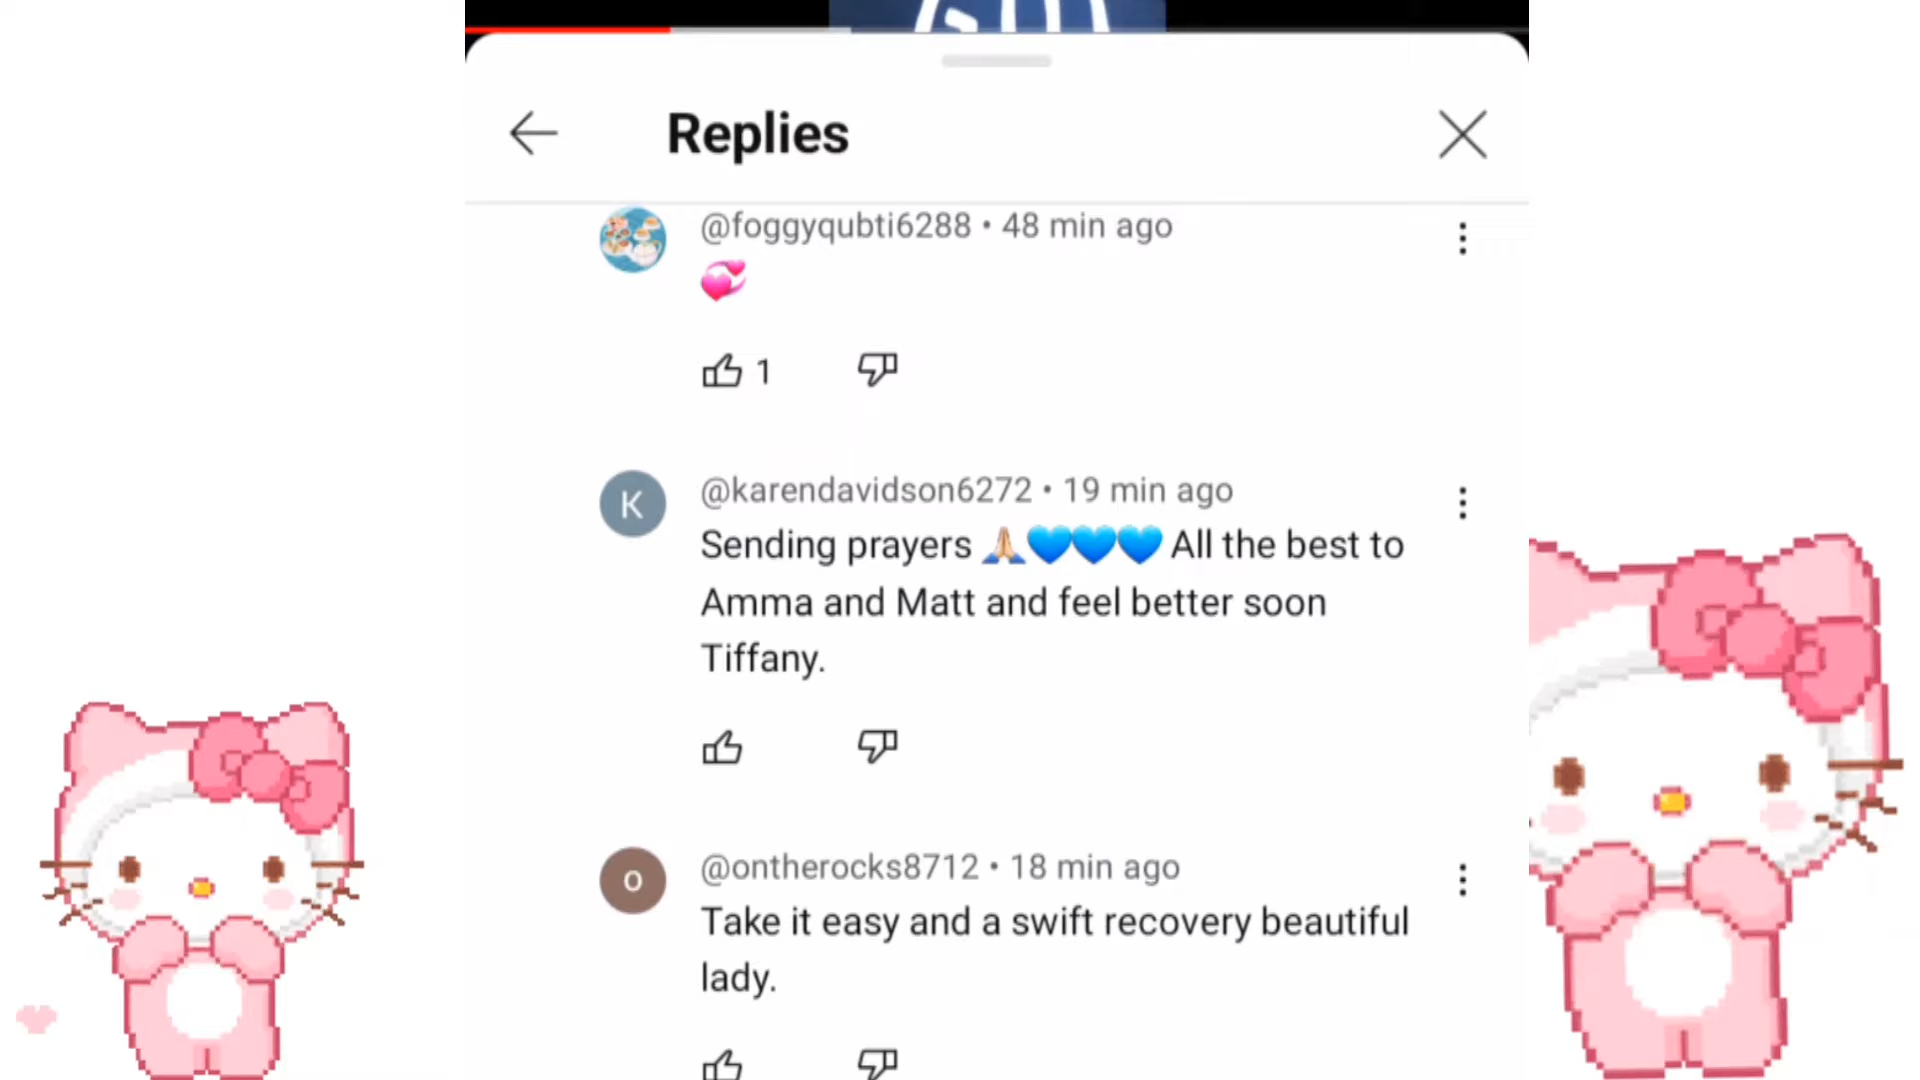 Replies
@foggyqubti6288 • 48 min ago
💞
1
K
@karendavidson6272 • 19 min ago
Sending prayers 🙏🏼💙💙💙 All the best to
Amma and Matt and feel better soon
Tiffany.
o
@ontherocks8712 • 18 min ago
Take it easy and a swift recovery beautiful
lady.